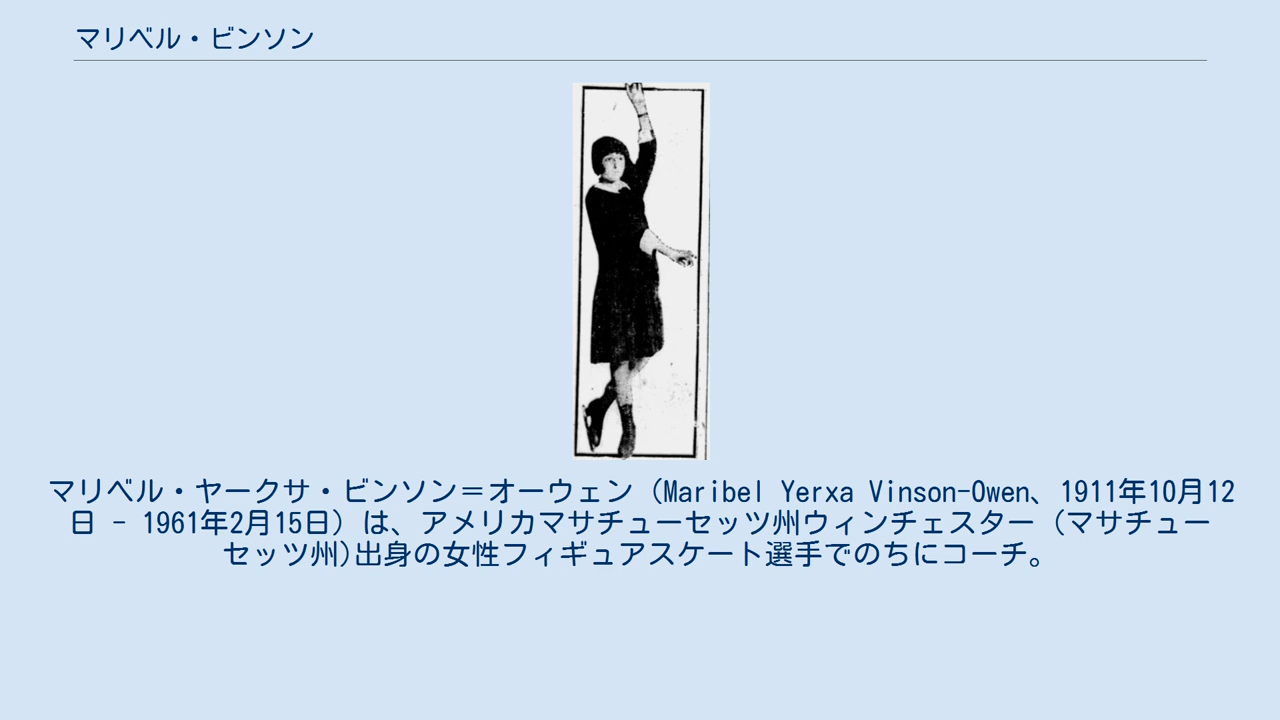 マリベル・ビンソン
マリベル・ヤークサ・ビンソン＝オーウェン（Maribel Yerxa Vinson-Owen、1911年10月12
日 - 1961年2月15日）は、アメリカマサチューセッツ州ウィンチェスター（マサチュー
セッツ州)出身の女性フィギュアスケート選手でのちにコーチ。